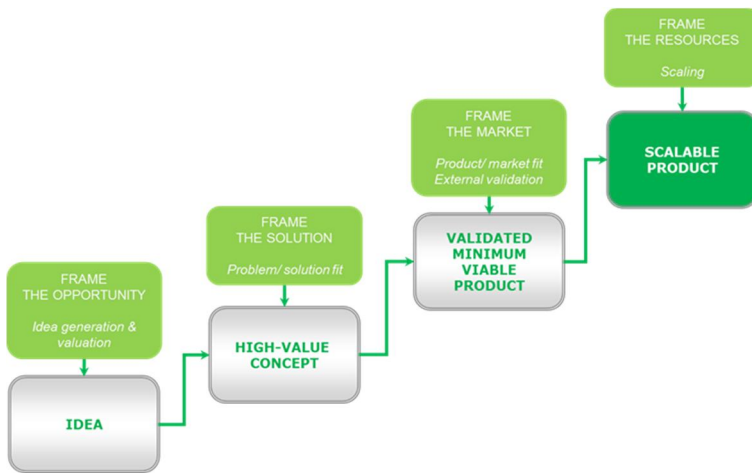 FRAME
THE RESOURCES
Scaling
SCALABLE
PRODUCT
FRAME
THE MARKET
Product/ market fit
External validation
VALIDATED
MINIMUM
VIABLE
PRODUCT
FRAME
THE SOLUTION
Problem/ solution fit
HIGH-VALUE
CONCEPT
FRAME
THE OPPORTUNITY
Idea generation &
valuation
IDEA